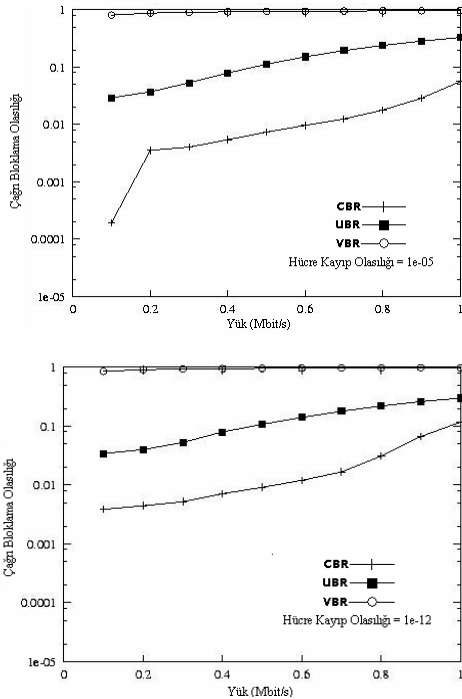 1
0.1
0.01
0.001
0.0001
1e-05
Çağrı Bloklama Olasılığı
CBR
UBR
VBR
Hücre Kayıp Olasılığı = 1e-05
0 0.2 0.4 0.6 0.8 1
Yük (Mbit/s)
1
0.1
0.01
0.001
0.0001
1e-05
Çağrı Bloklama Olasılığı
CBR
UBR
VBR
Hücre Kayıp Olasılığı = 1e-12
0 0.2 0.4 0.6 0.8 1
Yük (Mbit/s)